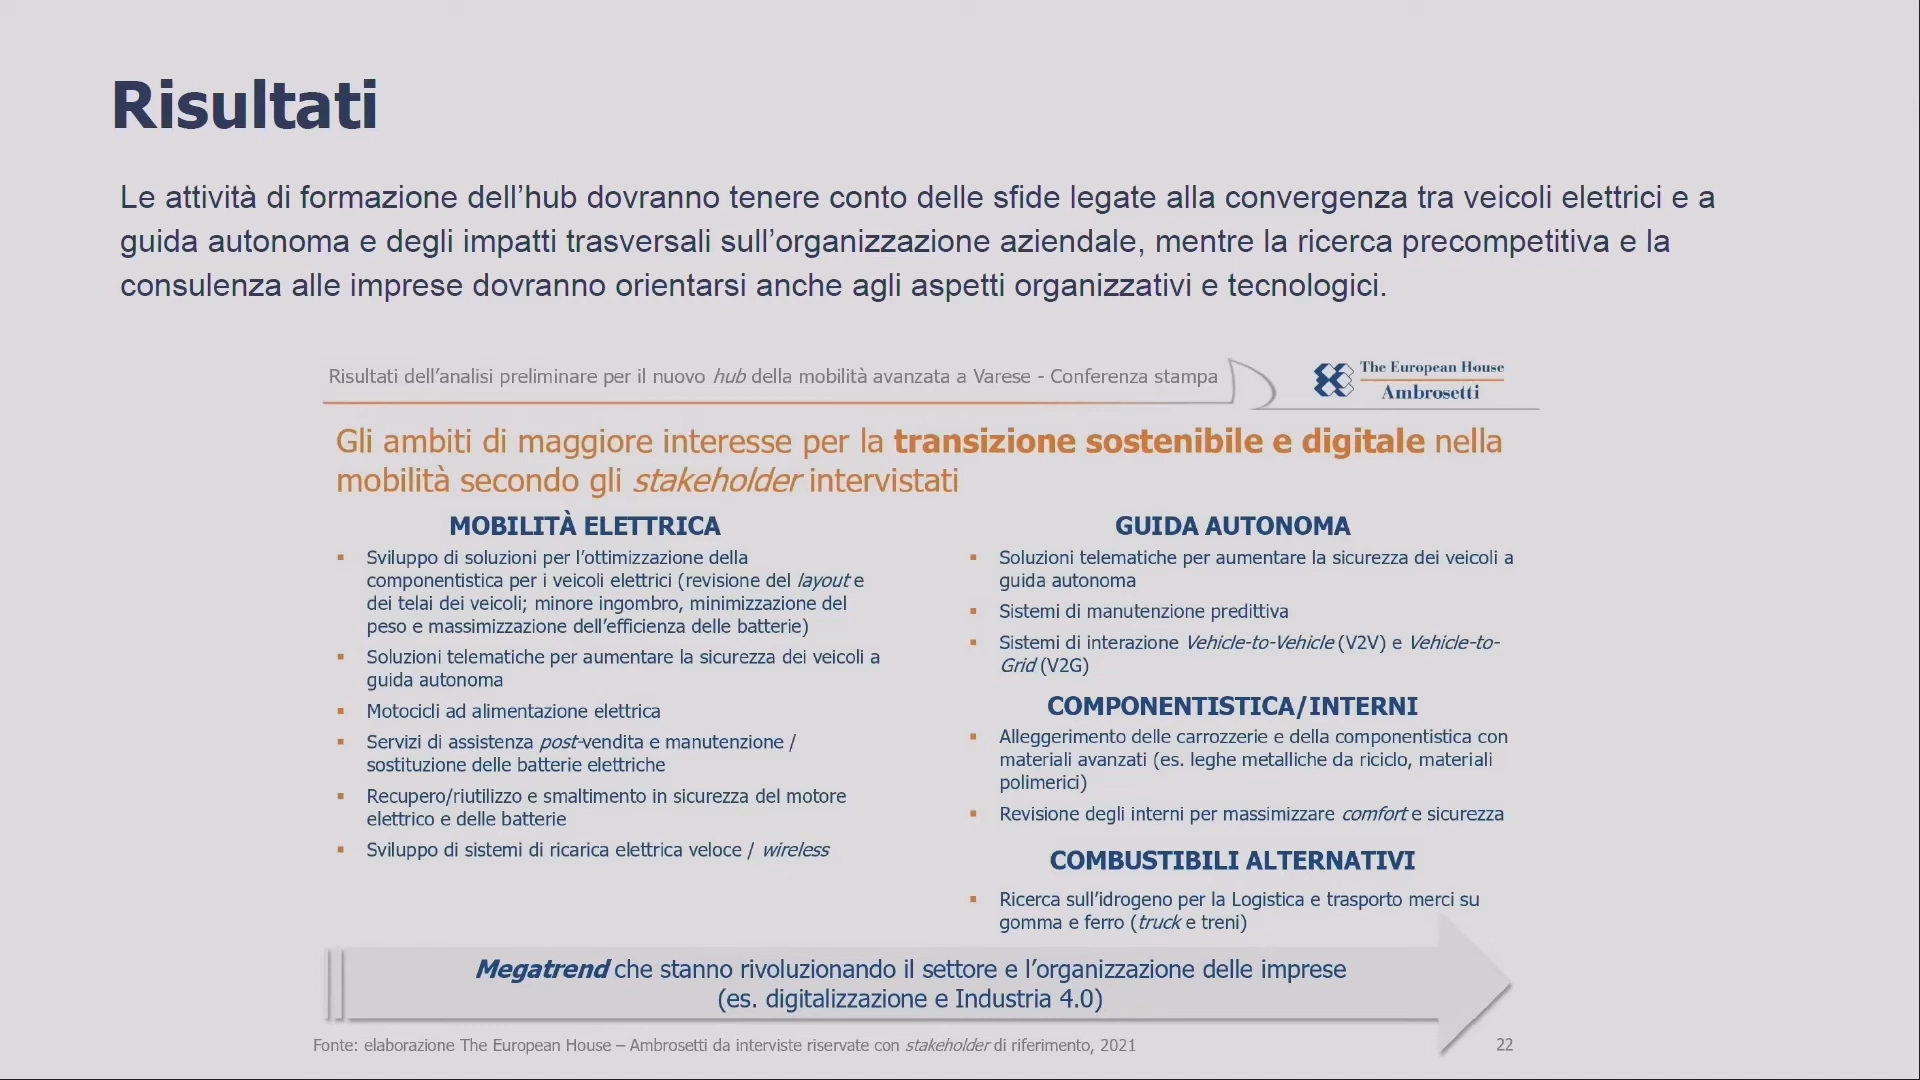 Risultati
Le attività di formazione dell’hub dovranno tenere conto delle sfide legate alla convergenza tra veicoli elettrici e a
guida autonoma e degli impatti trasversali sull’organizzazione aziendale, mentre la ricerca precompetitiva e la
consulenza alle imprese dovranno orientarsi anche agli aspetti organizzativi e tecnologici.
Risultati dell’analisi preliminare per il nuovo hub della mobilità avanzata a Varese - Conferenza stampa
The European House
Ambrosetti
Gli ambiti di maggiore interesse per la transizione sostenibile e digitale nella
mobilità secondo gli stakeholder intervistati
MOBILITÀ ELETTRICA
▪ Sviluppo di soluzioni per l’ottimizzazione della
componentistica per i veicoli elettrici (revisione del layout e
dei telai dei veicoli; minore ingombro, minimizzazione del
peso e massimizzazione dell’efficienza delle batterie)
▪ Soluzioni telematiche per aumentare la sicurezza dei veicoli a
guida autonoma
▪ Motocicli ad alimentazione elettrica
▪ Servizi di assistenza post-vendita e manutenzione /
sostituzione delle batterie elettriche
▪ Recupero/riutilizzo e smaltimento in sicurezza del motore
elettrico e delle batterie
▪ Sviluppo di sistemi di ricarica elettrica veloce / wireless
GUIDA AUTONOMA
▪ Soluzioni telematiche per aumentare la sicurezza dei veicoli a
guida autonoma
▪ Sistemi di manutenzione predittiva
▪ Sistemi di interazione Vehicle-to-Vehicle (V2V) e Vehicle-to-
Grid (V2G)
COMPONENTISTICA/INTERNI
▪ Alleggerimento delle carrozzerie e della componentistica con
materiali avanzati (es. leghe metalliche da riciclo, materiali
polimerici)
▪ Revisione degli interni per massimizzare comfort e sicurezza
COMBUSTIBILI ALTERNATIVI
▪ Ricerca sull’idrogeno per la Logistica e trasporto merci su
gomma e ferro (truck e treni)
Megatrend che stanno rivoluzionando il settore e l’organizzazione delle imprese
(es. digitalizzazione e Industria 4.0)
Fonte: elaborazione The European House – Ambrosetti da interviste riservate con stakeholder di riferimento, 2021
22